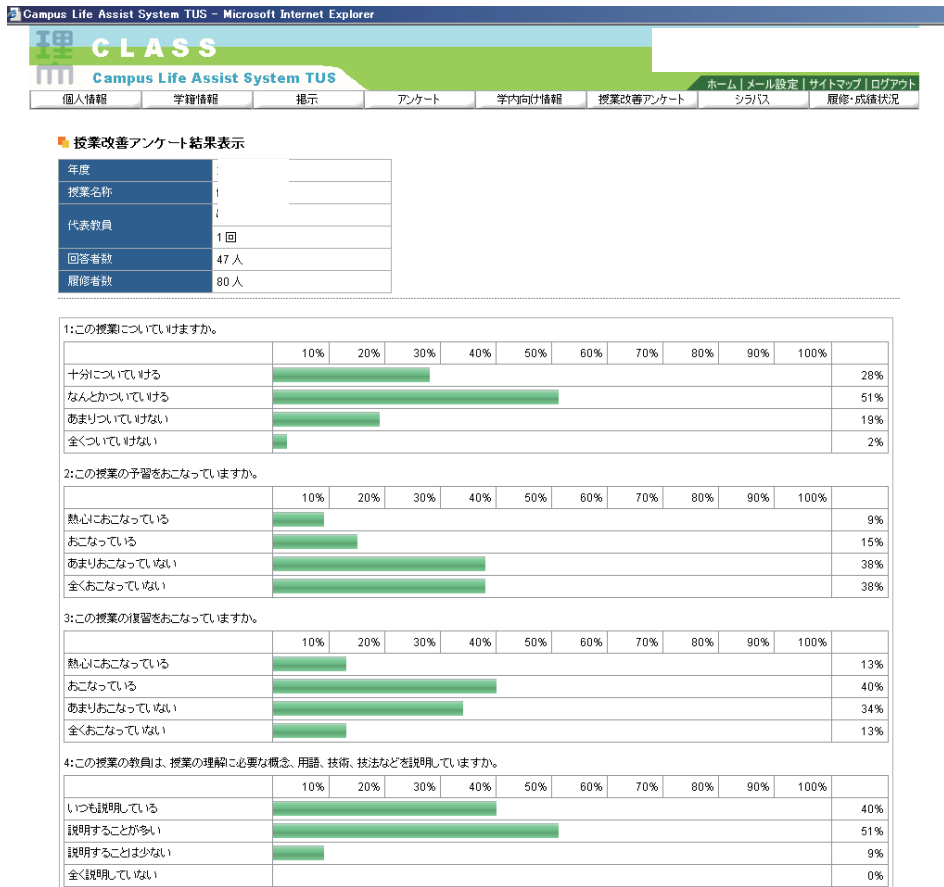 Campus Life Assist System TUS - Microsoft Internet Explorer
理
CLASS
Campus Life Assist System TUS
ホーム | メール設定 | サイトマップ | ログアウト
個人情報 学籍情報 掲示 アンケート 学内向け情報 授業改善アンケート シラバス 履修・成績状況
授業改善アンケート結果表示
年度
授業名称
代表教員
1 回
回答者数 47 人
履修者数 80 人
1:この授業についていけますか。
10% 20% 30% 40% 50% 60% 70% 80% 90% 100%
十分についていける 28%
なんとかついていける 51%
あまりついていけない 19%
全くついていけない 2%
2:この授業の予習をおこなっていますか。
10% 20% 30% 40% 50% 60% 70% 80% 90% 100%
熱心におこなっている 9%
おこなっている 15%
あまりおこなっていない 38%
全くおこなっていない 38%
3:この授業の復習をおこなっていますか。
10% 20% 30% 40% 50% 60% 70% 80% 90% 100%
熱心におこなっている 13%
おこなっている 40%
あまりおこなっていない 34%
全くおこなっていない 13%
4:この授業の教員は、授業の理解に必要な概念、用語、技術、技法などを説明していますか。
10% 20% 30% 40% 50% 60% 70% 80% 90% 100%
いつも説明している 40%
説明することが多い 51%
説明することは少ない 9%
全く説明していない 0%